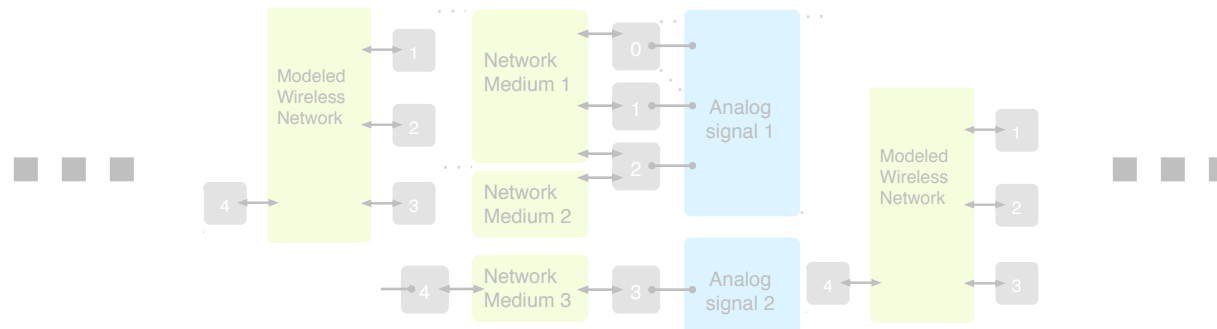 Modeled
Wireless
Network
1
2
3
4
Network
Medium 1
0
1
2
Analog
signal 1
Network
Medium 2
4
Network
Medium 3
3
Analog
signal 2
Modeled
Wireless
Network
1
2
3
4